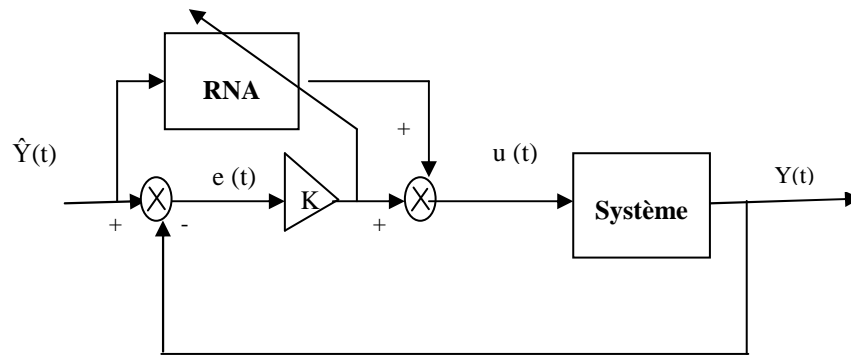 RNA
+
Ŷ(t)
e (t)
u (t)
Y(t)
K
Système
+
-
+